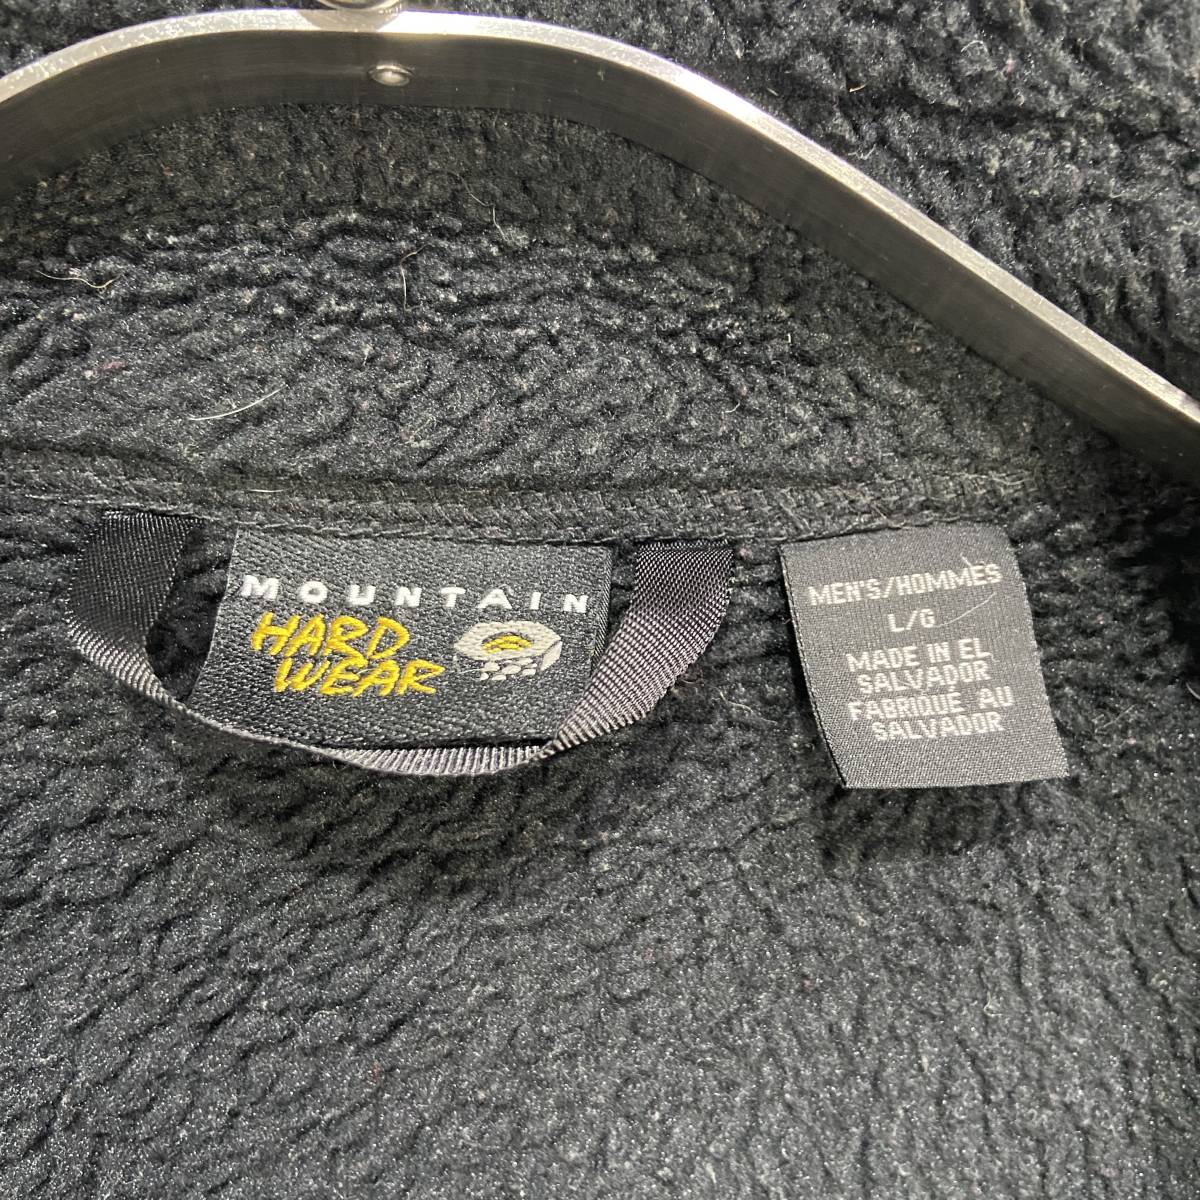 MOUNTAIN
HARD
WEAR
MEN'S/HOMMES
L/G
MADE IN EL
SALVADOR
FABRIQUÉ AU
SALVADOR